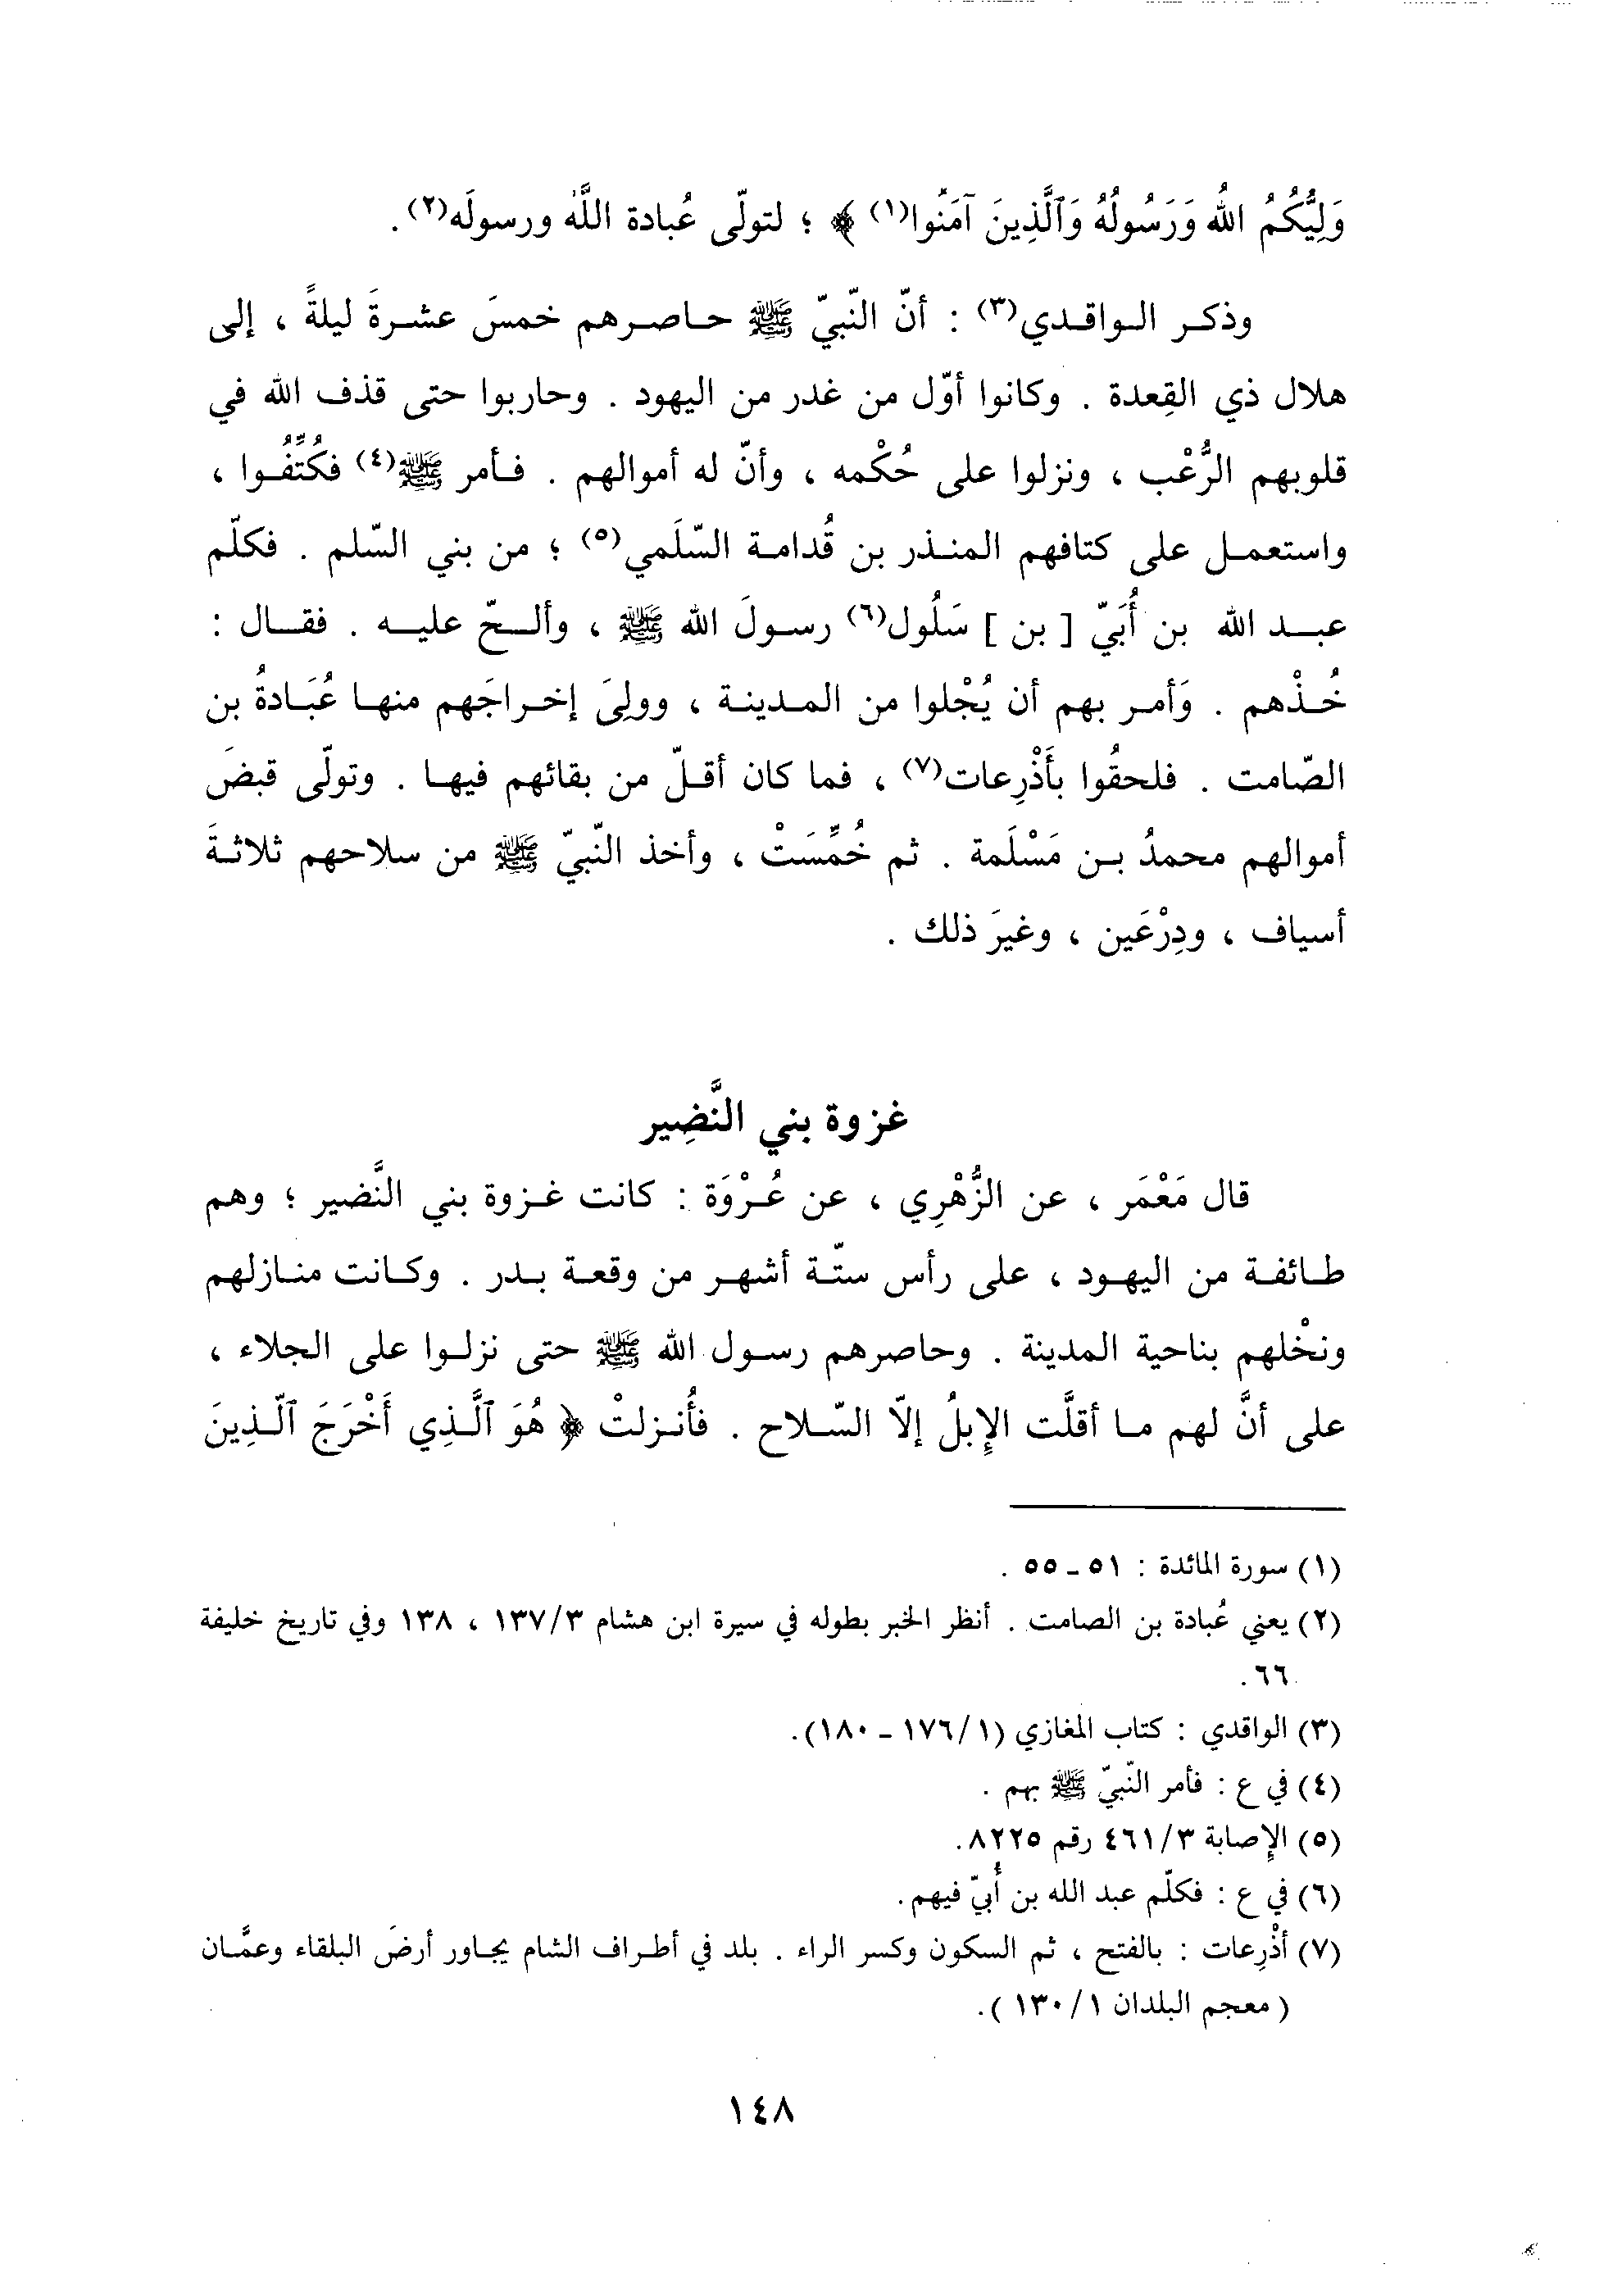 وَلِيُّكُمُ اللهُ وَرَسُولُهُ وَٱلَّذِينَ آمَنُوا(١) ﴾ ؛ لتولّى عُبادة اللَّه ورسولَه(٢) .
وذكر الواقدي(٣) : أنّ النّبيّ ﷺ حاصرهم خمسَ عشرةَ ليلةً ، إلى
هلال ذي القِعدة . وكانوا أوّل من غدر من اليهود . وحاربوا حتى قذف الله في
قلوبهم الرُّعْب ، ونزلوا على حُكْمه ، وأنّ له أموالهم . فأمر ﷺ(٤) فكُتِّفُوا ،
واستعمل على كتافهم المنذر بن قُدامة السّلَمي(٥) ؛ من بني السّلم . فكلّم
عبد الله بن أُبَيّ [ بن ] سَلُول(٦) رسولَ الله ﷺ ، وألحّ عليه . فقال :
خُذْهم . وَأمر بهم أن يُجْلوا من المدينة ، وولِىَ إخراجَهم منها عُبَادةُ بن
الصّامت . فلحقُوا بأَذْرِعات(٧) ، فما كان أقلّ من بقائهم فيها . وتولّى قبضَ
أموالهم محمدُ بن مَسْلَمة . ثم خُمِّسَتْ ، وأخذ النّبيّ ﷺ من سلاحهم ثلاثةَ
أسياف ، ودِرْعَين ، وغيرَ ذلك .
غزوة بني النَّضِير
قال مَعْمَر ، عن الزُّهْرِي ، عن عُرْوَة : كانت غزوة بني النَّضير ؛ وهم
طائفة من اليهود ، على رأس ستّة أشهر من وقعة بدر . وكانت منازلهم
ونخْلهم بناحية المدينة . وحاصرهم رسول الله ﷺ حتى نزلوا على الجلاء ،
على أنَّ لهم ما أقلَّت الإِبلُ إلاّ السّلاح . فأُنزلتْ ﴿ هُوَ ٱلَّذِي أَخْرَجَ ٱلّذِينَ
(١) سورة المائدة : ٥١ ـ ٥٥ .
(٢) يعني عُبادة بن الصامت . أنظر الخبر بطوله في سيرة ابن هشام ١٣٧/٣ ، ١٣٨ وفي تاريخ خليفة
٦٦.
(٣) الواقدي : كتاب المغازي (١٧٦/١ ـ ١٨٠).
(٤) في ع : فأمر النّبيّ ﷺ بهم .
(٥) الإِصابة ٤٦١/٣ رقم ٨٢٢٥.
(٦) في ع : فكلّم عبد الله بن أُبيّ فيهم.
(٧) أذْرِعات : بالفتح ، ثم السكون وكسر الراء . بلد في أطراف الشام يجاور أرضَ البلقاء وعمَّان
( معجم البلدان ١٣٠/١ ).
١٤٨